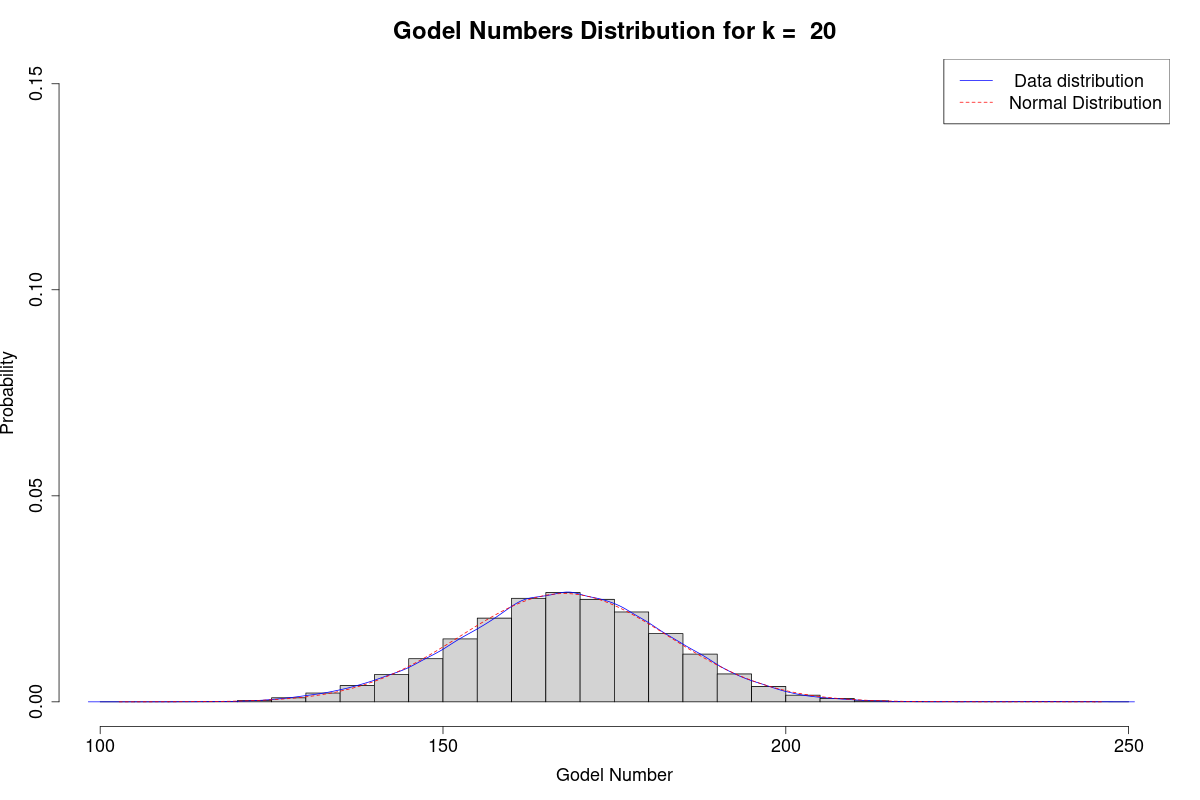 Godel Numbers Distribution for k =  20
Data distribution
Normal Distribution
0.15
0.10
0.05
0.00
Probability
100 150 200 250
Godel Number